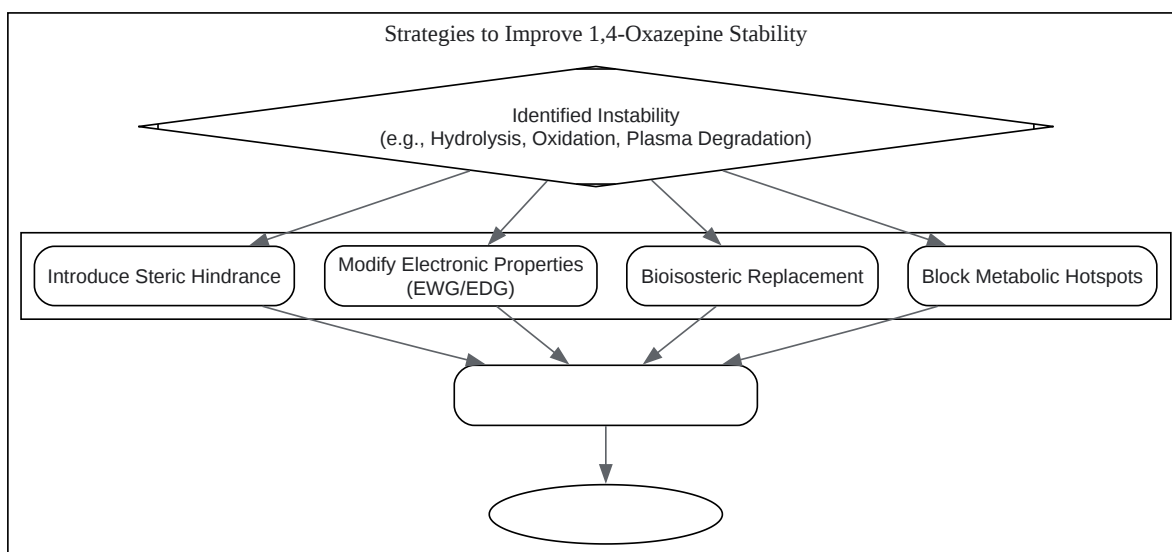 Strategies to Improve 1,4-Oxazepine Stability
Identified Instability
(e.g., Hydrolysis, Oxidation, Plasma Degradation)
Introduce Steric Hindrance
Modify Electronic Properties
(EWG/EDG)
Bioisosteric Replacement
Block Metabolic Hotspots